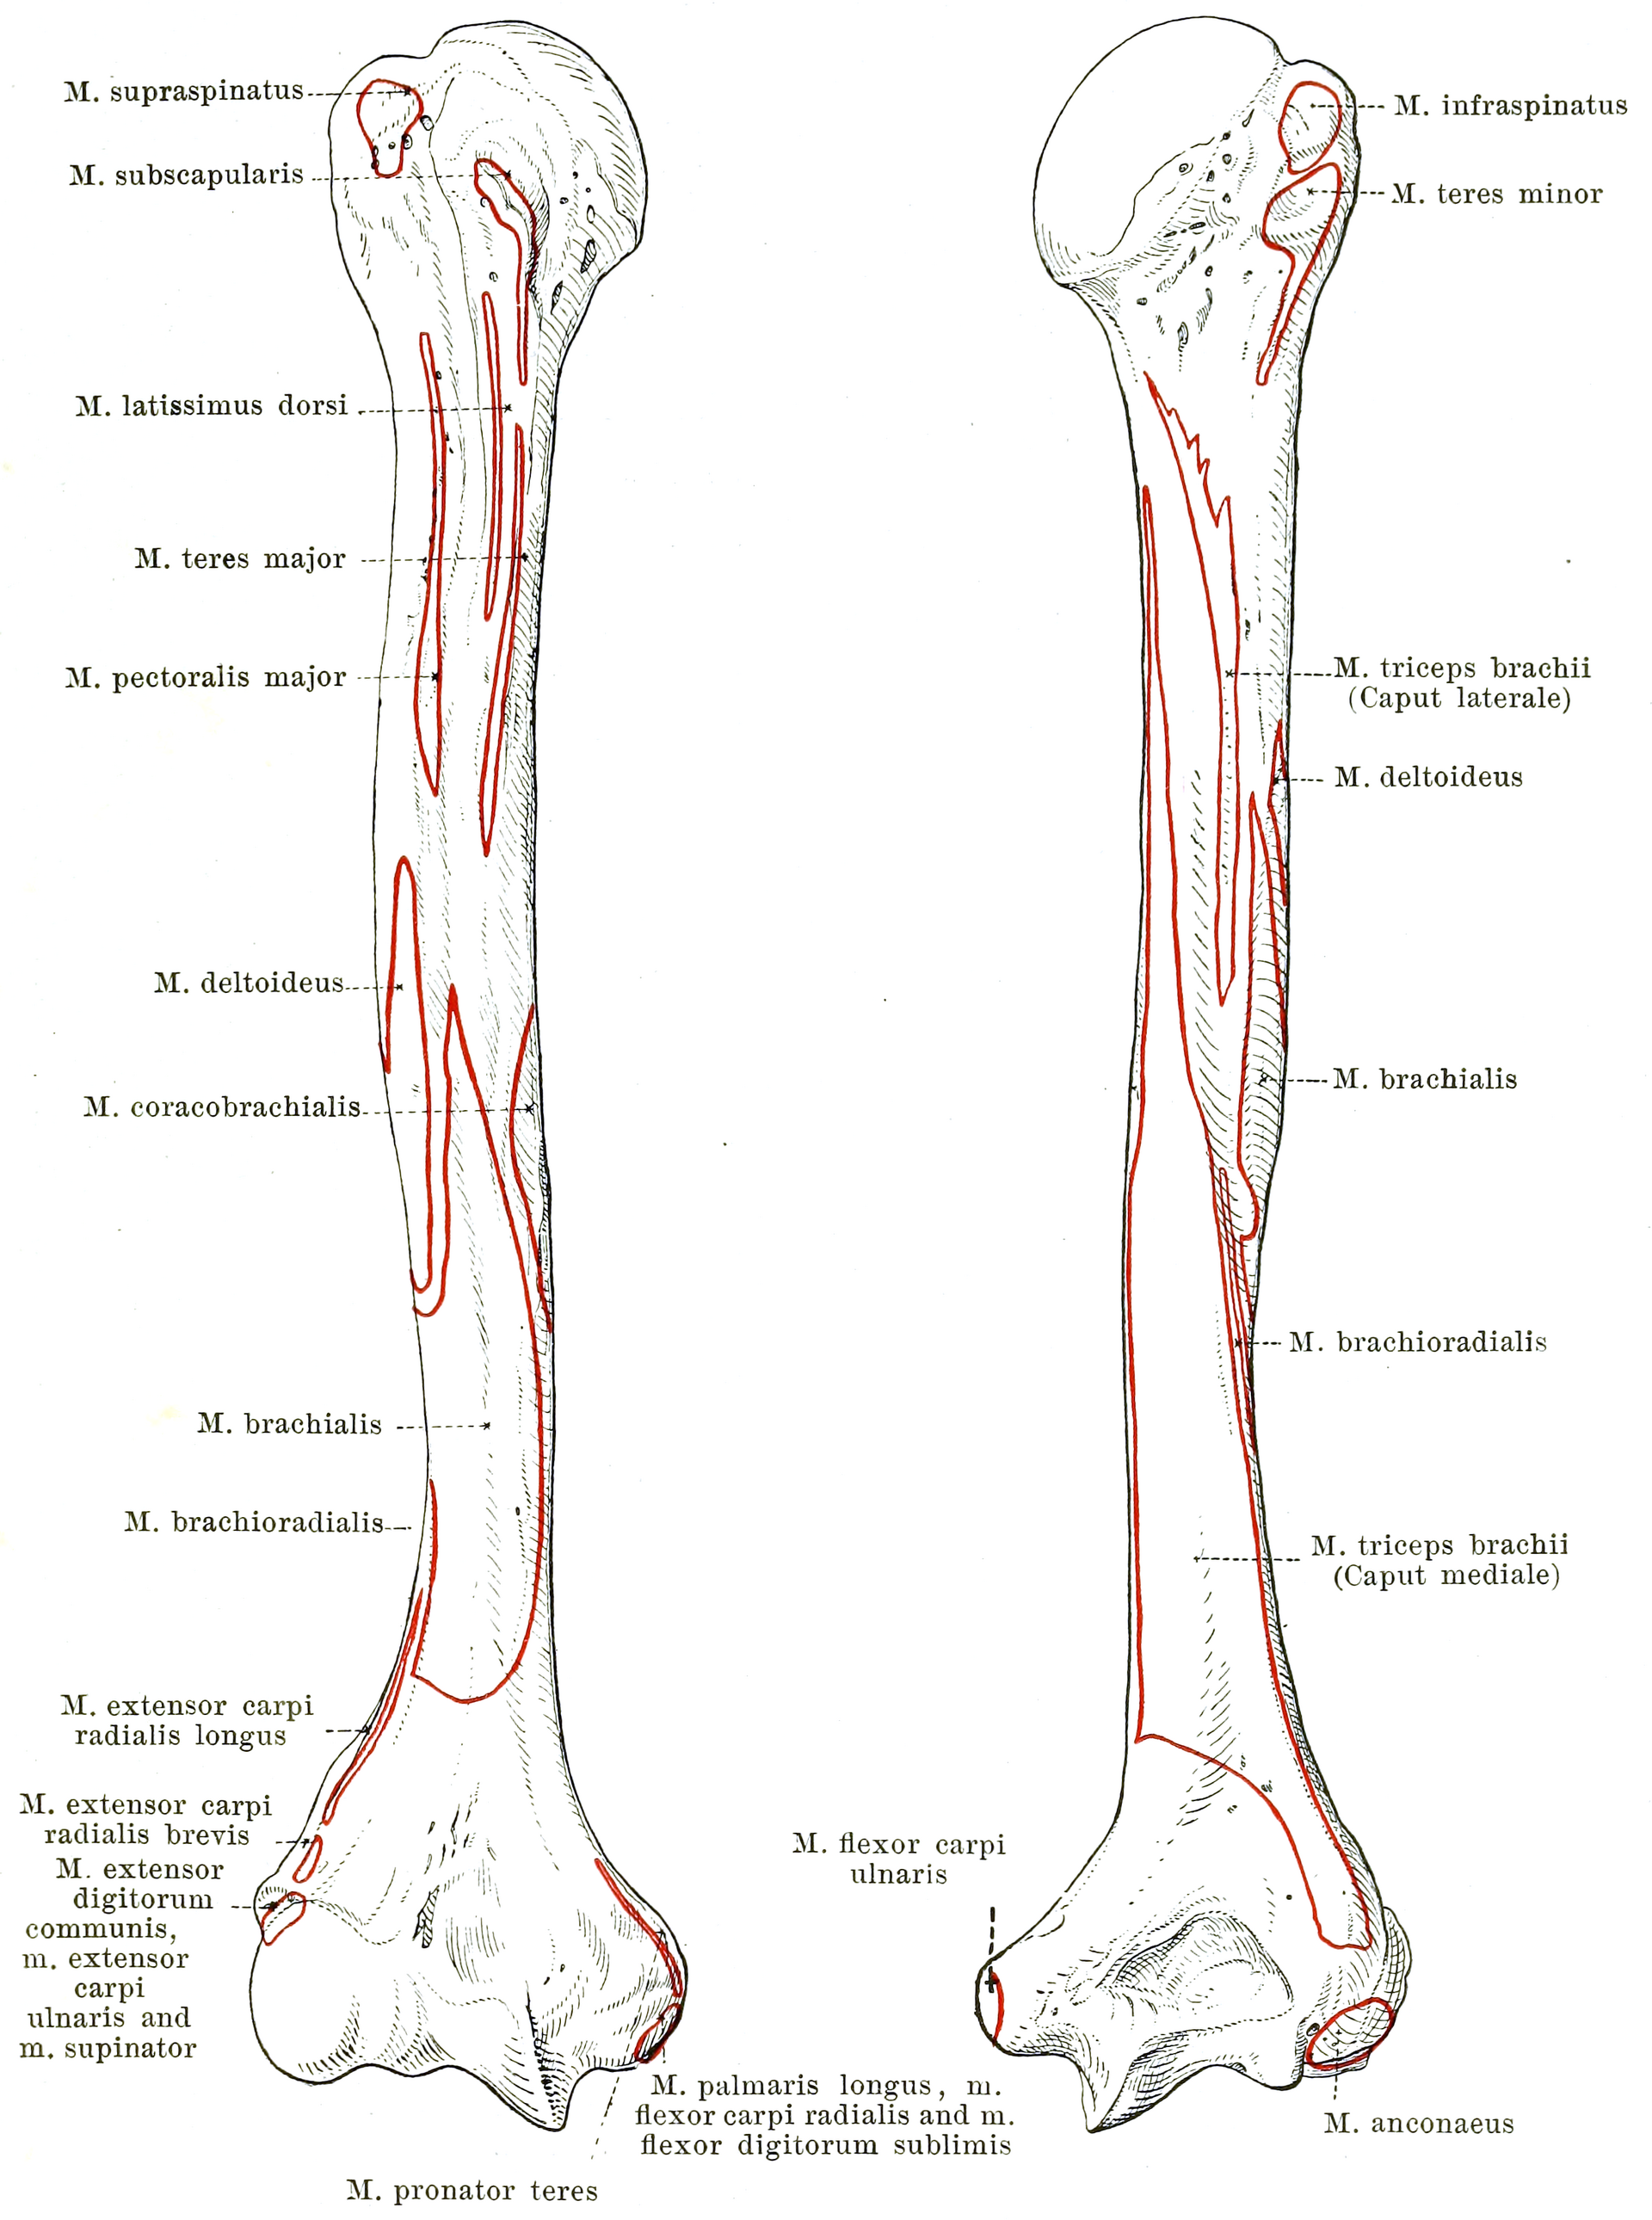 M. supraspinatus
M. subscapularis
M. latissimus dorsi
M. teres major
M. pectoralis major
M. deltoideus
M. coracobrachialis
M. brachialis
M. brachioradialis
M. extensor carpi
radialis longus
M. extensor carpi
radialis brevis
M. extensor
digitorum
communis,
m. extensor
carpi
ulnaris and
m. supinator
M. palmaris longus, m.
flexor carpi radialis and m.
flexor digitorum sublimis
M. pronator teres
M. infraspinatus
M. teres minor
M. triceps brachii
(Caput laterale)
M. deltoideus
M. brachialis
M. brachioradialis
M. triceps brachii
(Caput mediale)
M. flexor carpi
ulnaris
M. anconaeus